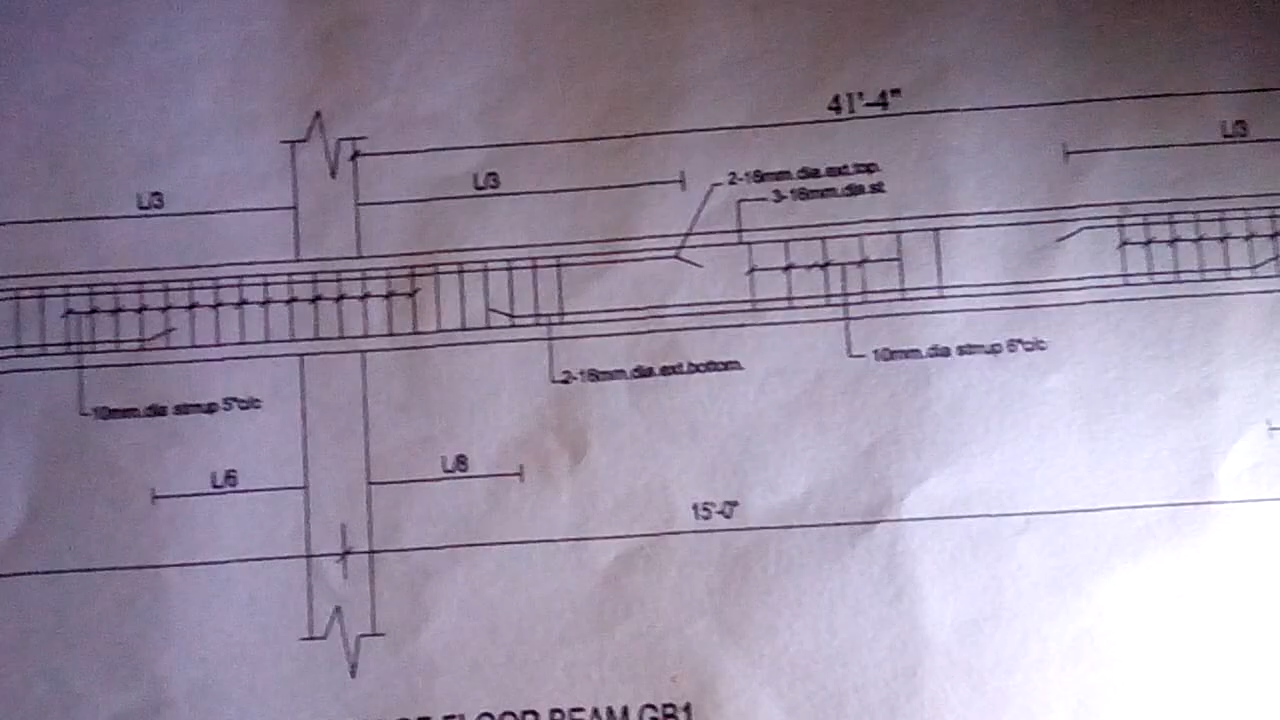 41'-4"
L/3
L/3
L/3
2-16mm.dia.ext.top.
3-16mm.dia.st
10mm.dia stirrup 6"c/c
2-16mm.dia.ext.bottom.
10mm.dia stirrup 5"c/c
L/6
L/8
15'-0"
FLOOR BEAM GB1